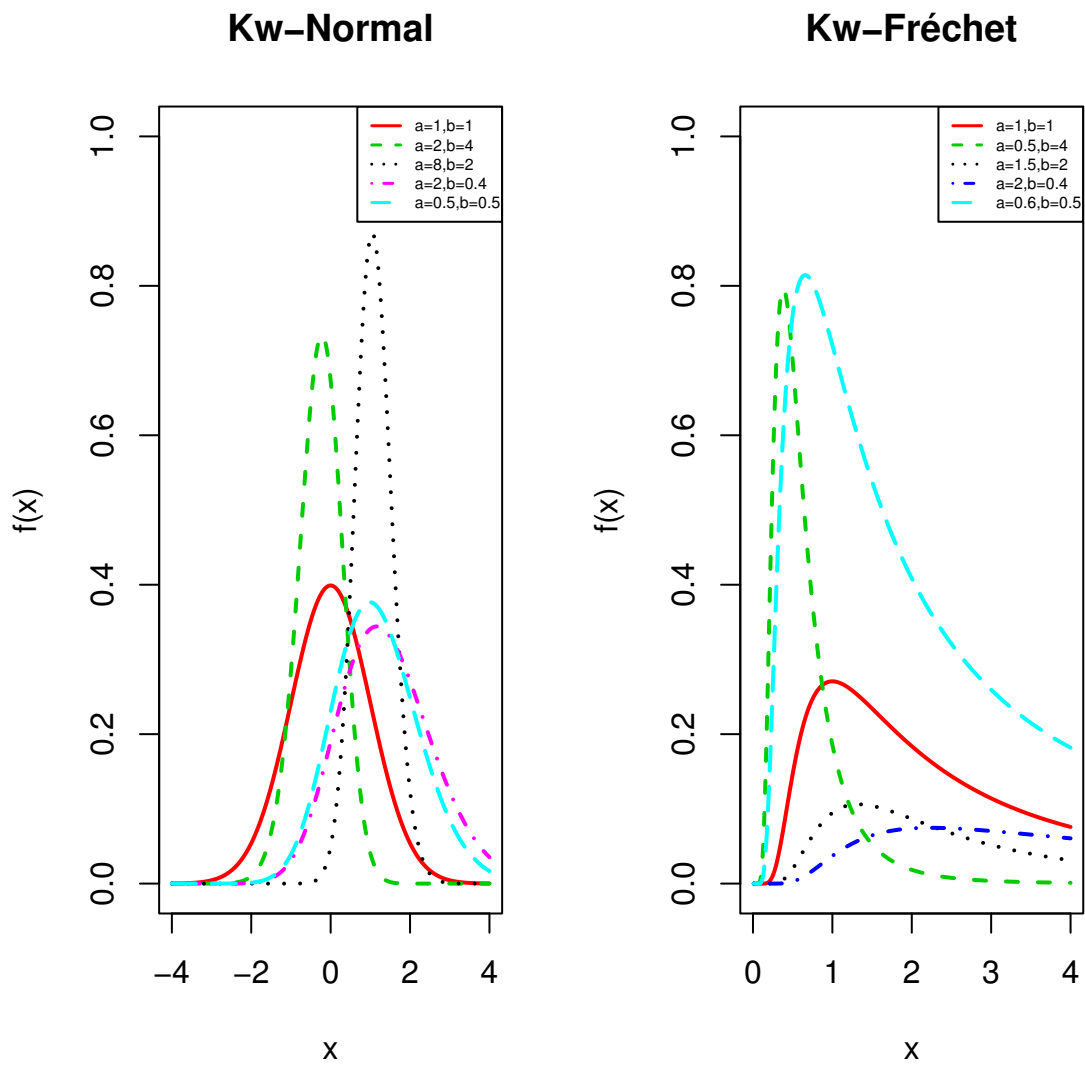 Kw−Normal
1.0
0.8
0.6
0.4
0.2
0.0
f(x)
−4 −2 0 2 4
x
a=1,b=1
a=2,b=4
a=8,b=2
a=2,b=0.4
a=0.5,b=0.5
Kw−Fréchet
1.0
0.8
0.6
0.4
0.2
0.0
f(x)
0 1 2 3 4
x
a=1,b=1
a=0.5,b=4
a=1.5,b=2
a=2,b=0.4
a=0.6,b=0.5